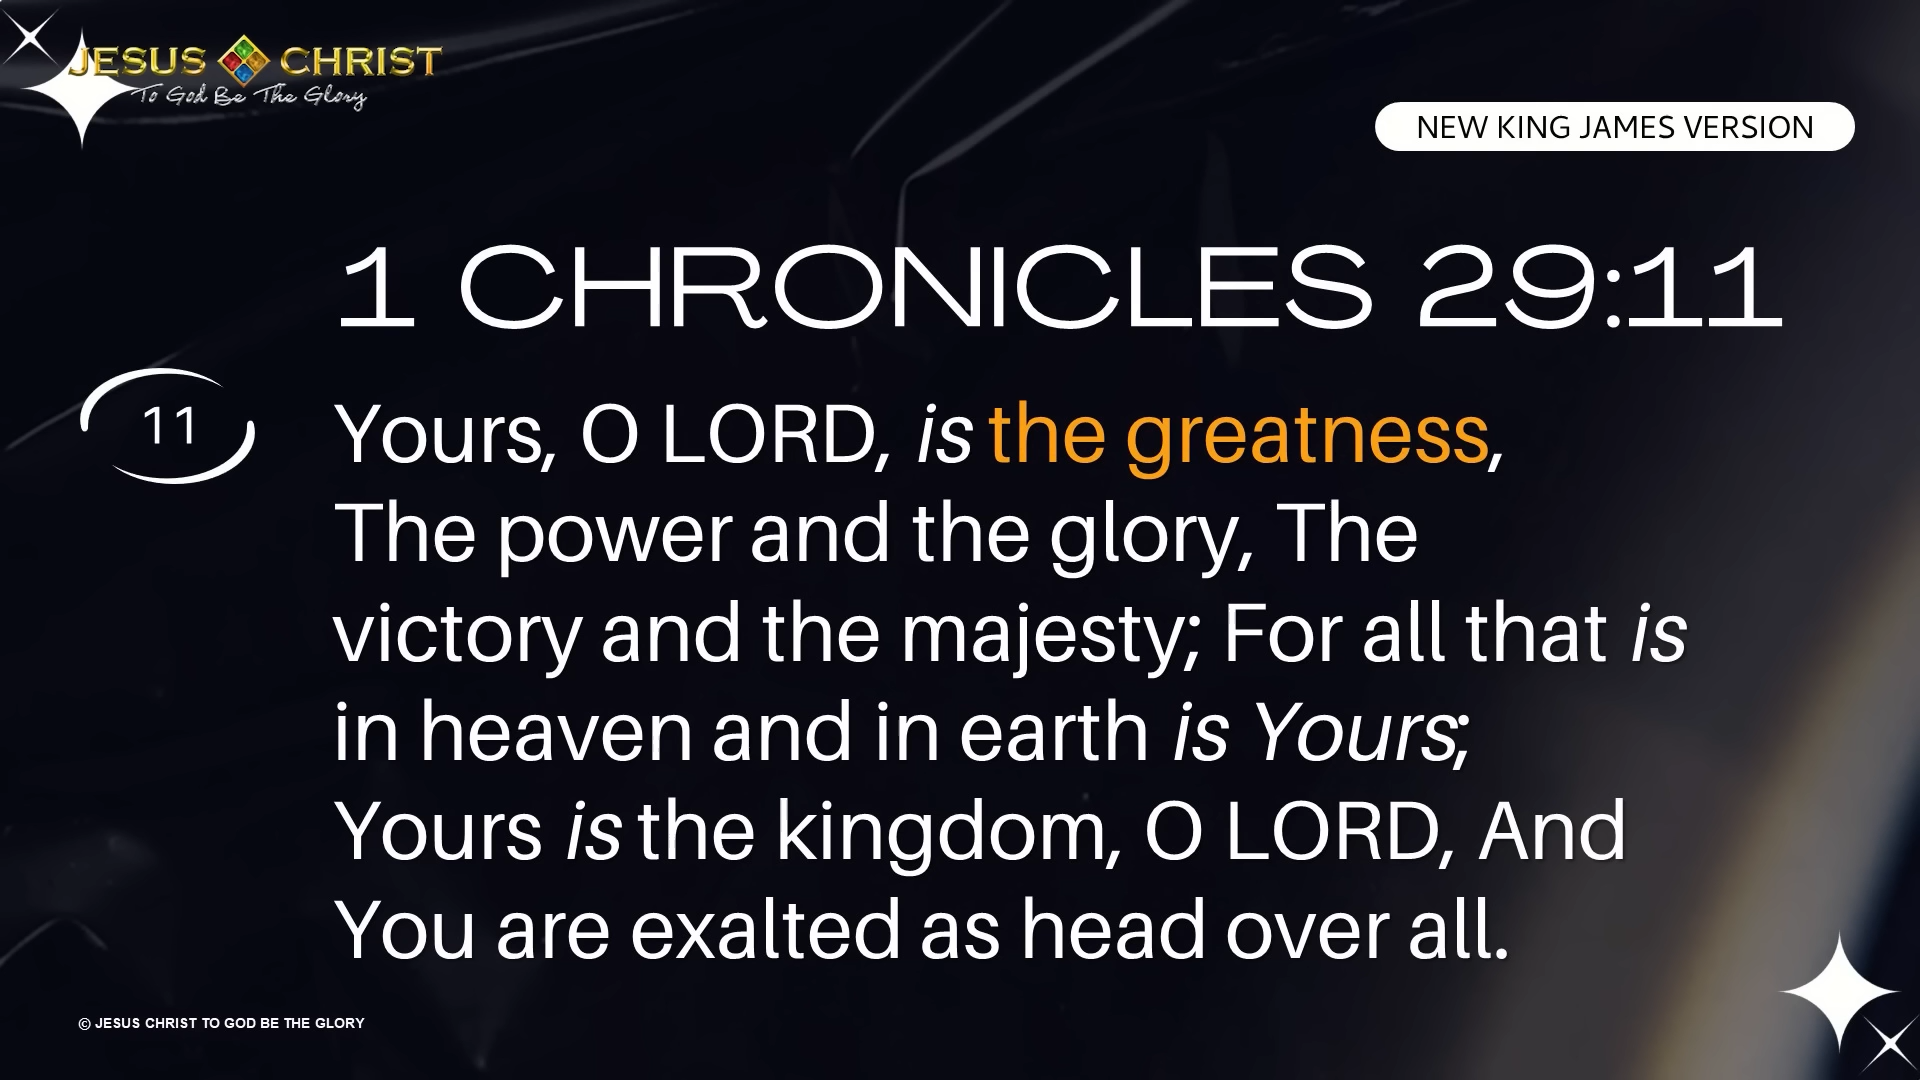 JESUS CHRIST
To God Be The Glory
NEW KING JAMES VERSION
1 CHRONICLES 29:11
11
Yours, O LORD, is the greatness,
The power and the glory, The
victory and the majesty; For all that is
in heaven and in earth is Yours;
Yours is the kingdom, O LORD, And
You are exalted as head over all.
© JESUS CHRIST TO GOD BE THE GLORY